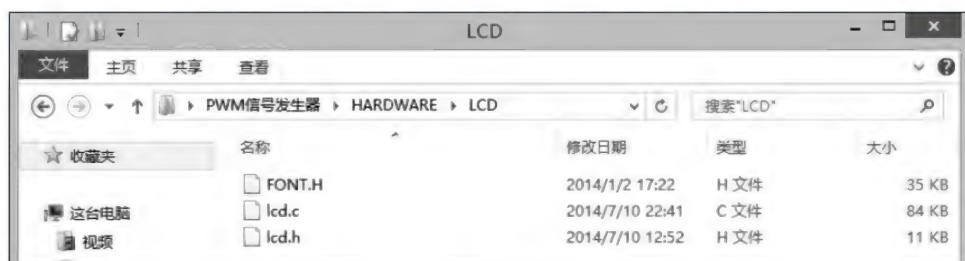 LCD
文件 主页 共享 查看
PWM信号发生器 HARDWARE LCD 搜索"LCD"
收藏夹 名称 修改日期 类型 大小
FONT.H 2014/1/2 17:22 H 文件 35 KB
这台电脑 lcd.c 2014/7/10 22:41 C 文件 84 KB
视频 lcd.h 2014/7/10 12:52 H 文件 11 KB